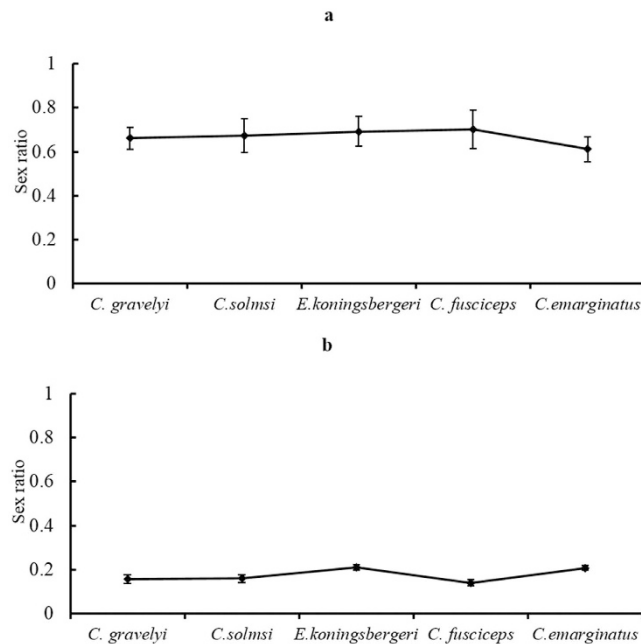 a
1
0.8
0.6
0.4
0.2
0
Sex ratio
C. gravelyi C.solmsi E.koningsbergeri C. fusciceps C.emarginatus
b
1
0.8
0.6
0.4
0.2
0
Sex ratio
C. gravelyi C.solmsi E.koningsbergeri C. fusciceps C.emarginatus